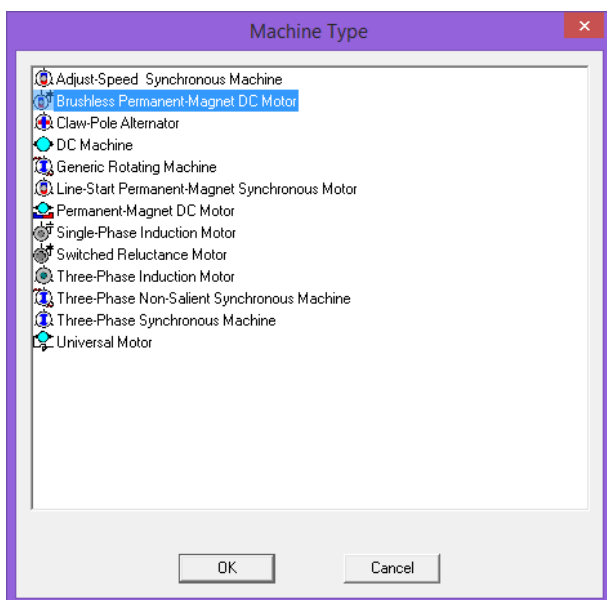 Machine Type
Adjust-Speed Synchronous Machine
Brushless Permanent-Magnet DC Motor
Claw-Pole Alternator
DC Machine
Generic Rotating Machine
Line-Start Permanent-Magnet Synchronous Motor
Permanent-Magnet DC Motor
Single-Phase Induction Motor
Switched Reluctance Motor
Three-Phase Induction Motor
Three-Phase Non-Salient Synchronous Machine
Three-Phase Synchronous Machine
Universal Motor
OK Cancel